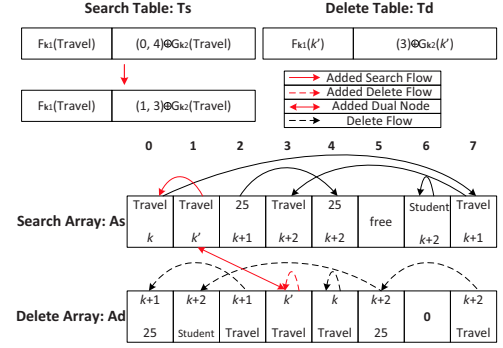 Search Table: Ts
Delete Table: Td
Fk1(Travel) (0, 4)⊕Gk2(Travel)
Fk1(k′) (3)⊕Gk2(k′)
Fk1(Travel) (1, 3)⊕Gk2(Travel)
Added Search Flow
Added Delete Flow
Added Dual Node
Delete Flow
0 1 2 3 4 5 6 7
Search Array: As
Travel Travel 25 Travel 25 free Student Travel
k k′ k+1 k+2 k+2 k+2 k+1
Delete Array: Ad
k+1 k+2 k+1 k′ k k+2 0 k+2
25 Student Travel Travel Travel 25 Travel